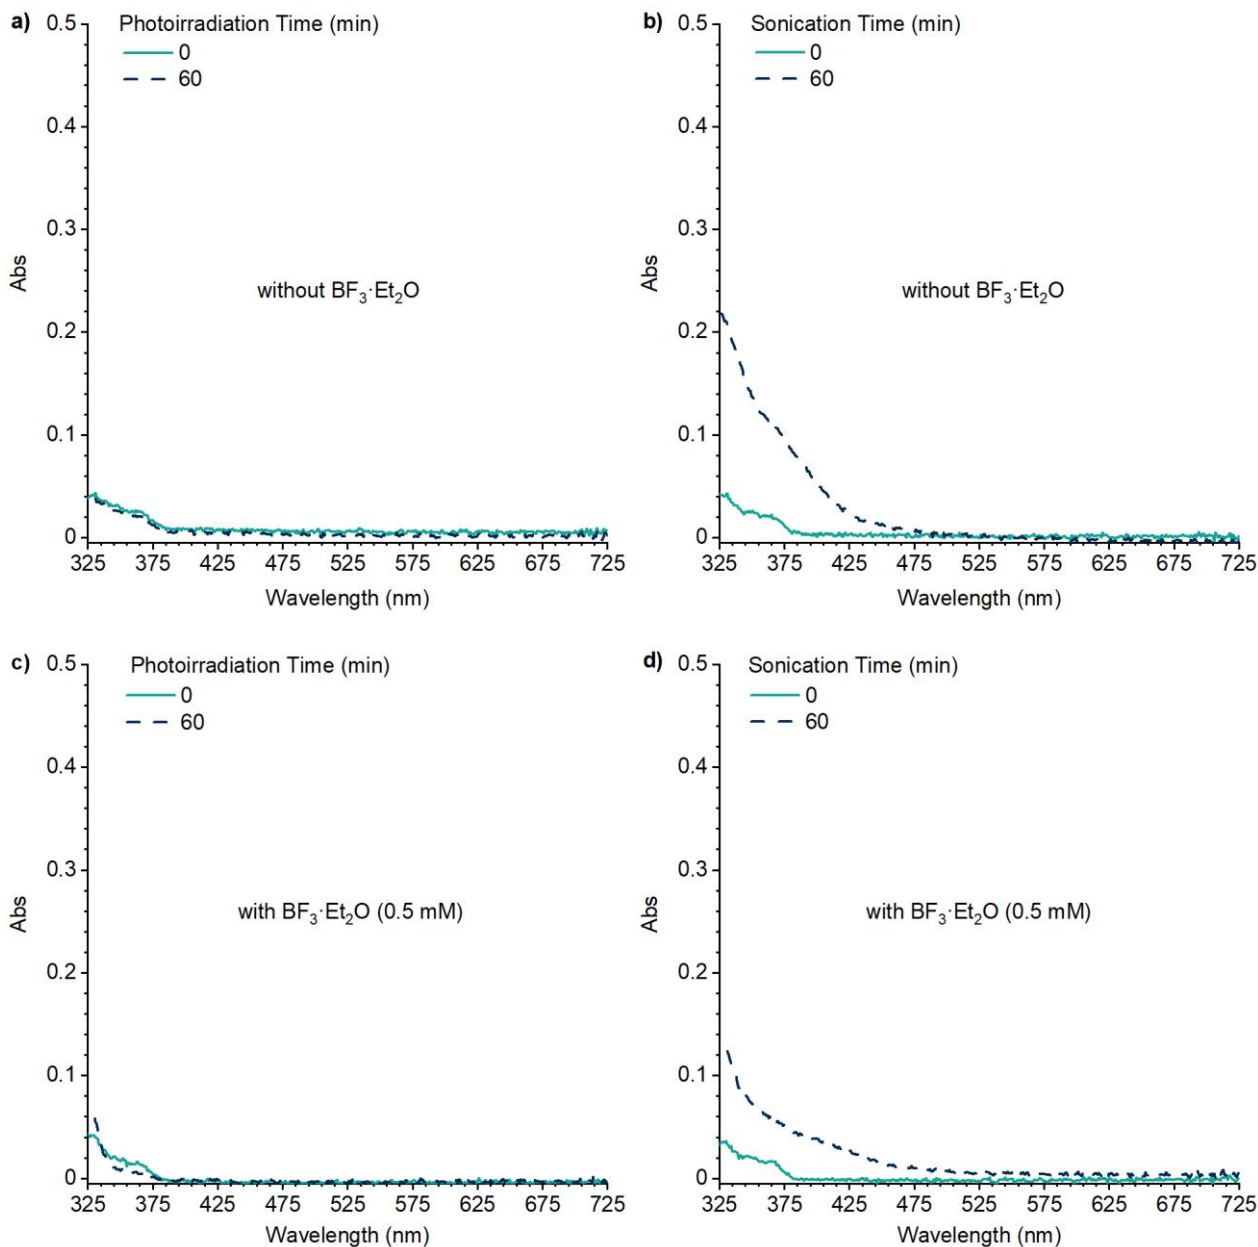 a)
Photoirradiation Time (min)
0
60
0.5
0.4
0.3
0.2
0.1
0
Abs
without BF₃·Et₂O
325 375 425 475 525 575 625 675 725
Wavelength (nm)
b)
Sonication Time (min)
0
60
0.5
0.4
0.3
0.2
0.1
0
Abs
without BF₃·Et₂O
325 375 425 475 525 575 625 675 725
Wavelength (nm)
c)
Photoirradiation Time (min)
0
60
0.5
0.4
0.3
0.2
0.1
0
Abs
with BF₃·Et₂O (0.5 mM)
325 375 425 475 525 575 625 675 725
Wavelength (nm)
d)
Sonication Time (min)
0
60
0.5
0.4
0.3
0.2
0.1
0
Abs
with BF₃·Et₂O (0.5 mM)
325 375 425 475 525 575 625 675 725
Wavelength (nm)